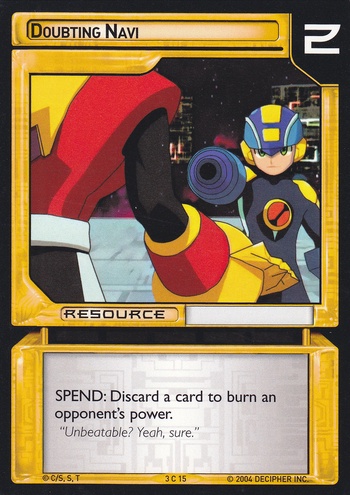 DOUBTING NAVI
2
RESOURCE
SPEND: Discard a card to burn an
opponent's power.
"Unbeatable? Yeah, sure."
© C/S, S, T 3 C 15 © 2004 DECIPHER INC.